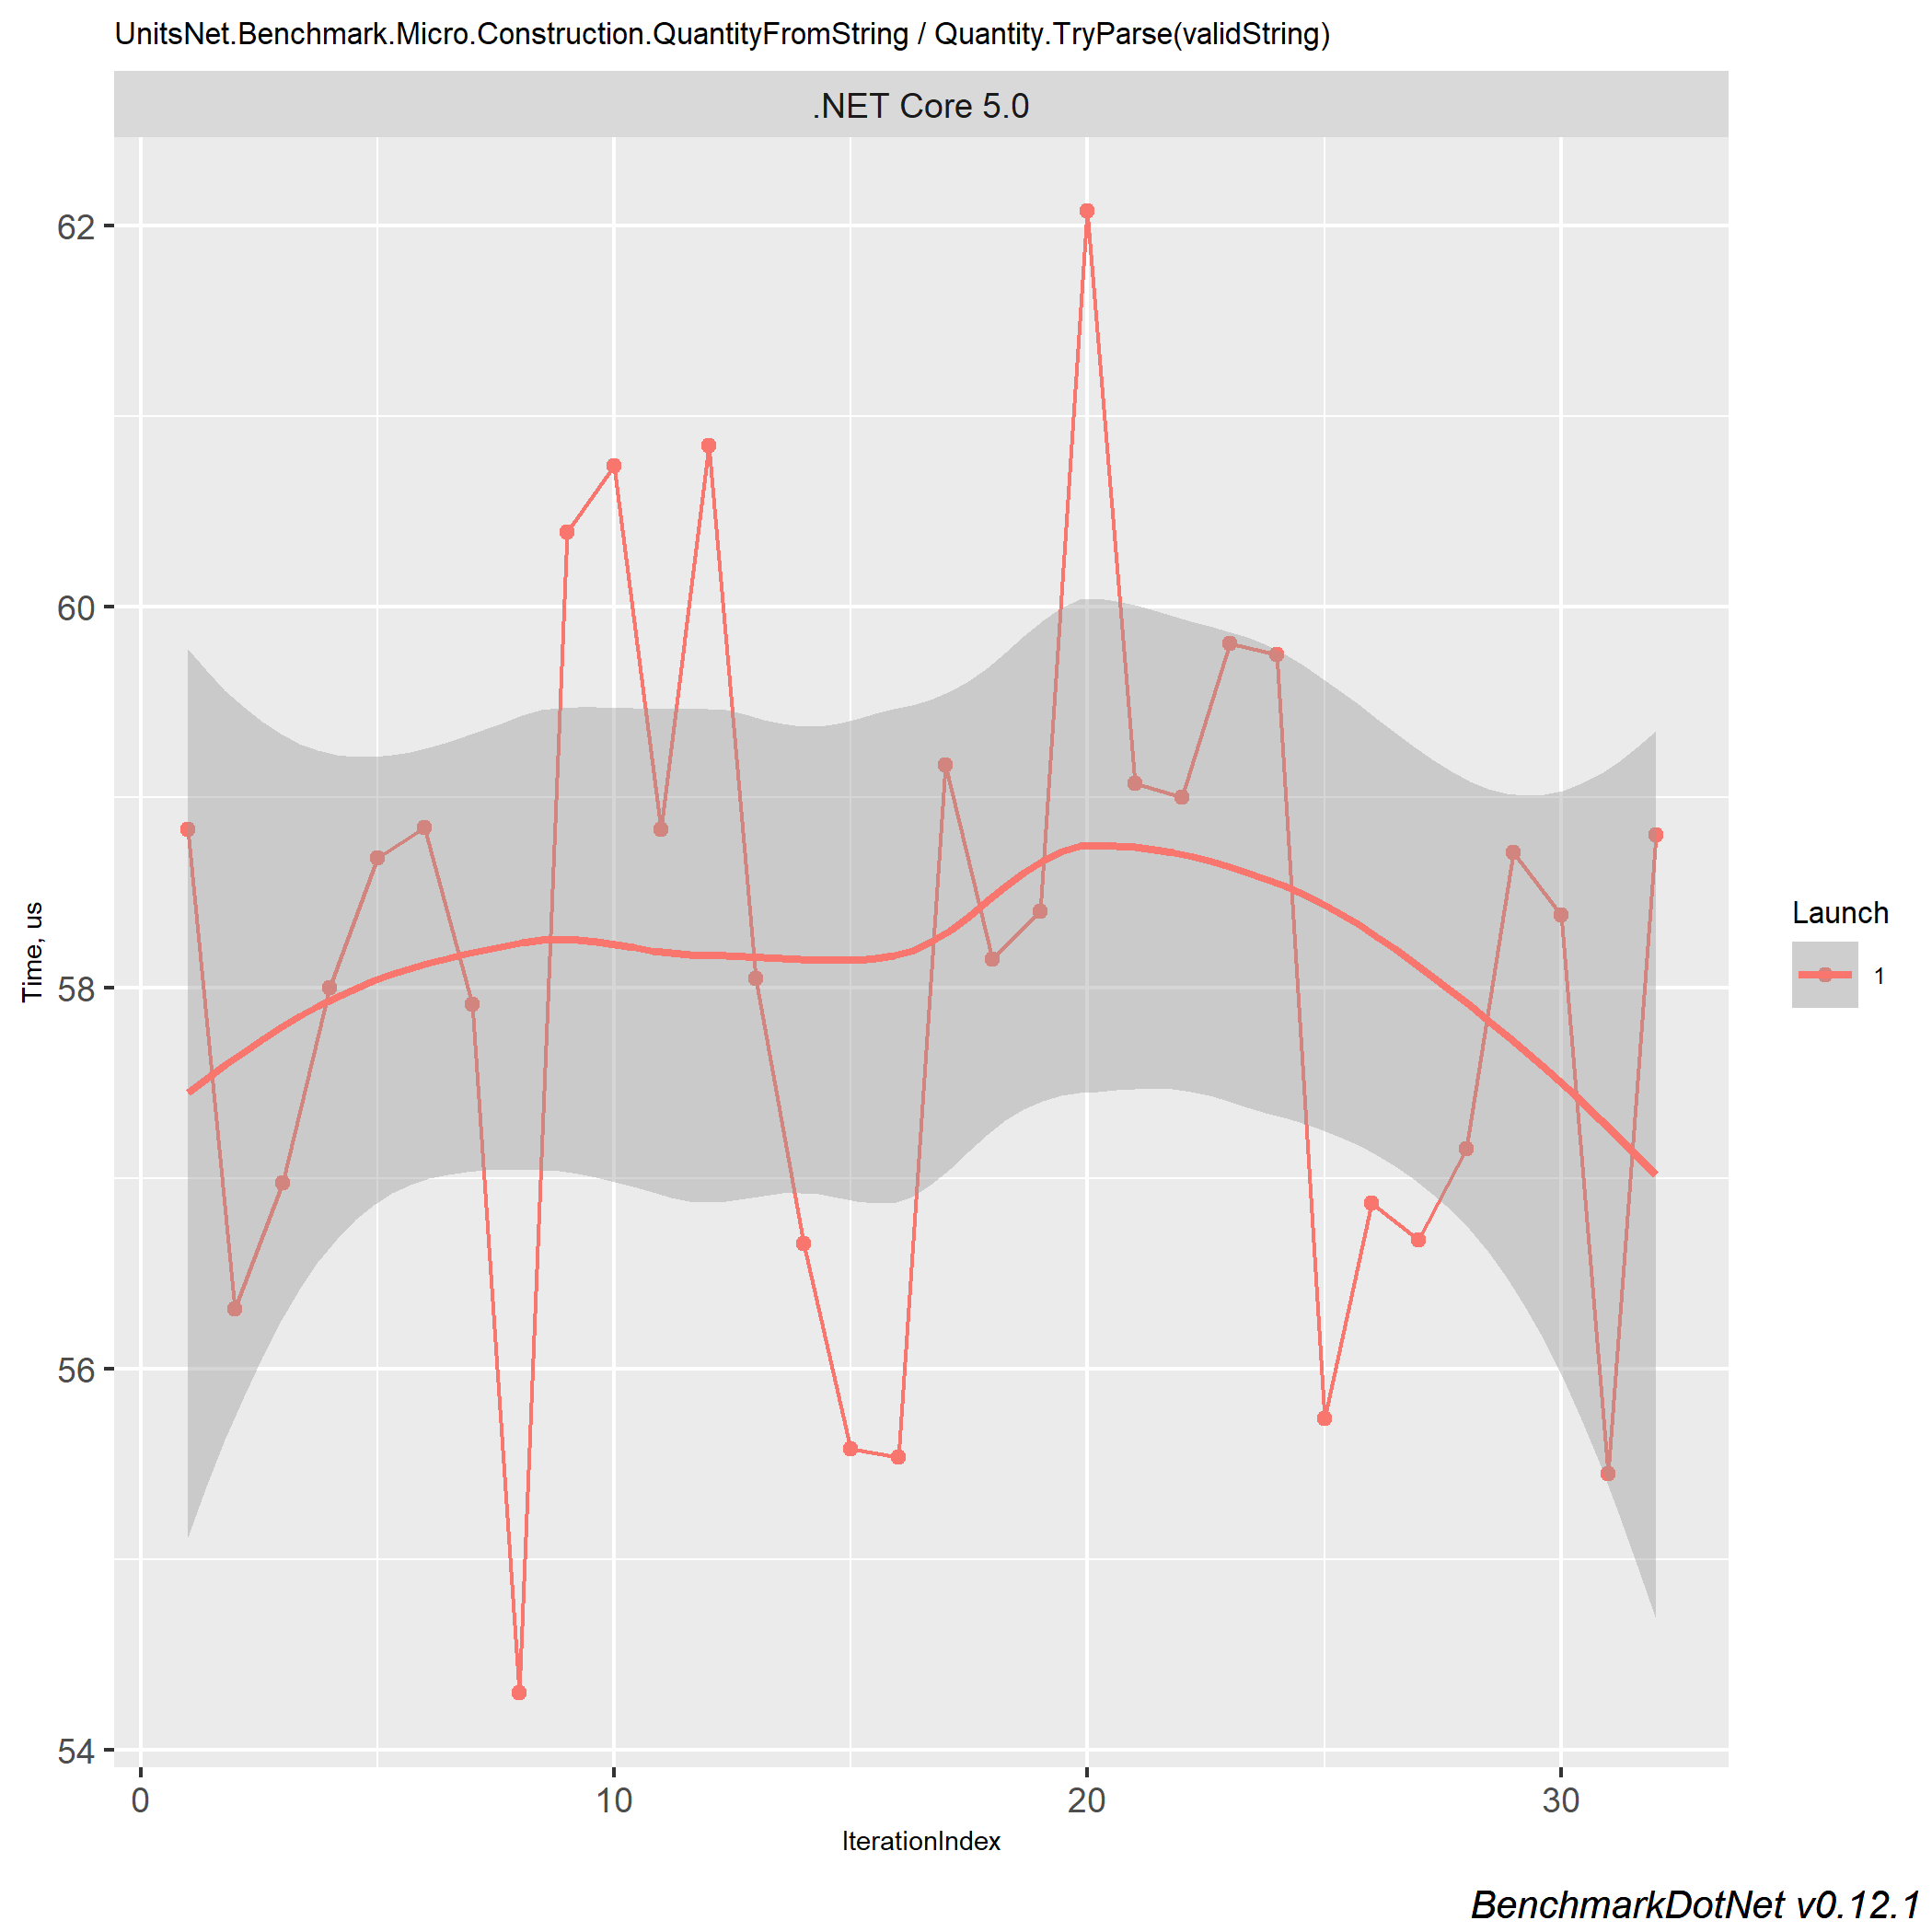 UnitsNet.Benchmark.Micro.Construction.QuantityFromString / Quantity.TryParse(validString)
.NET Core 5.0
62
60
58
56
54
Time, us
0 10 20 30
IterationIndex
Launch
1
BenchmarkDotNet v0.12.1